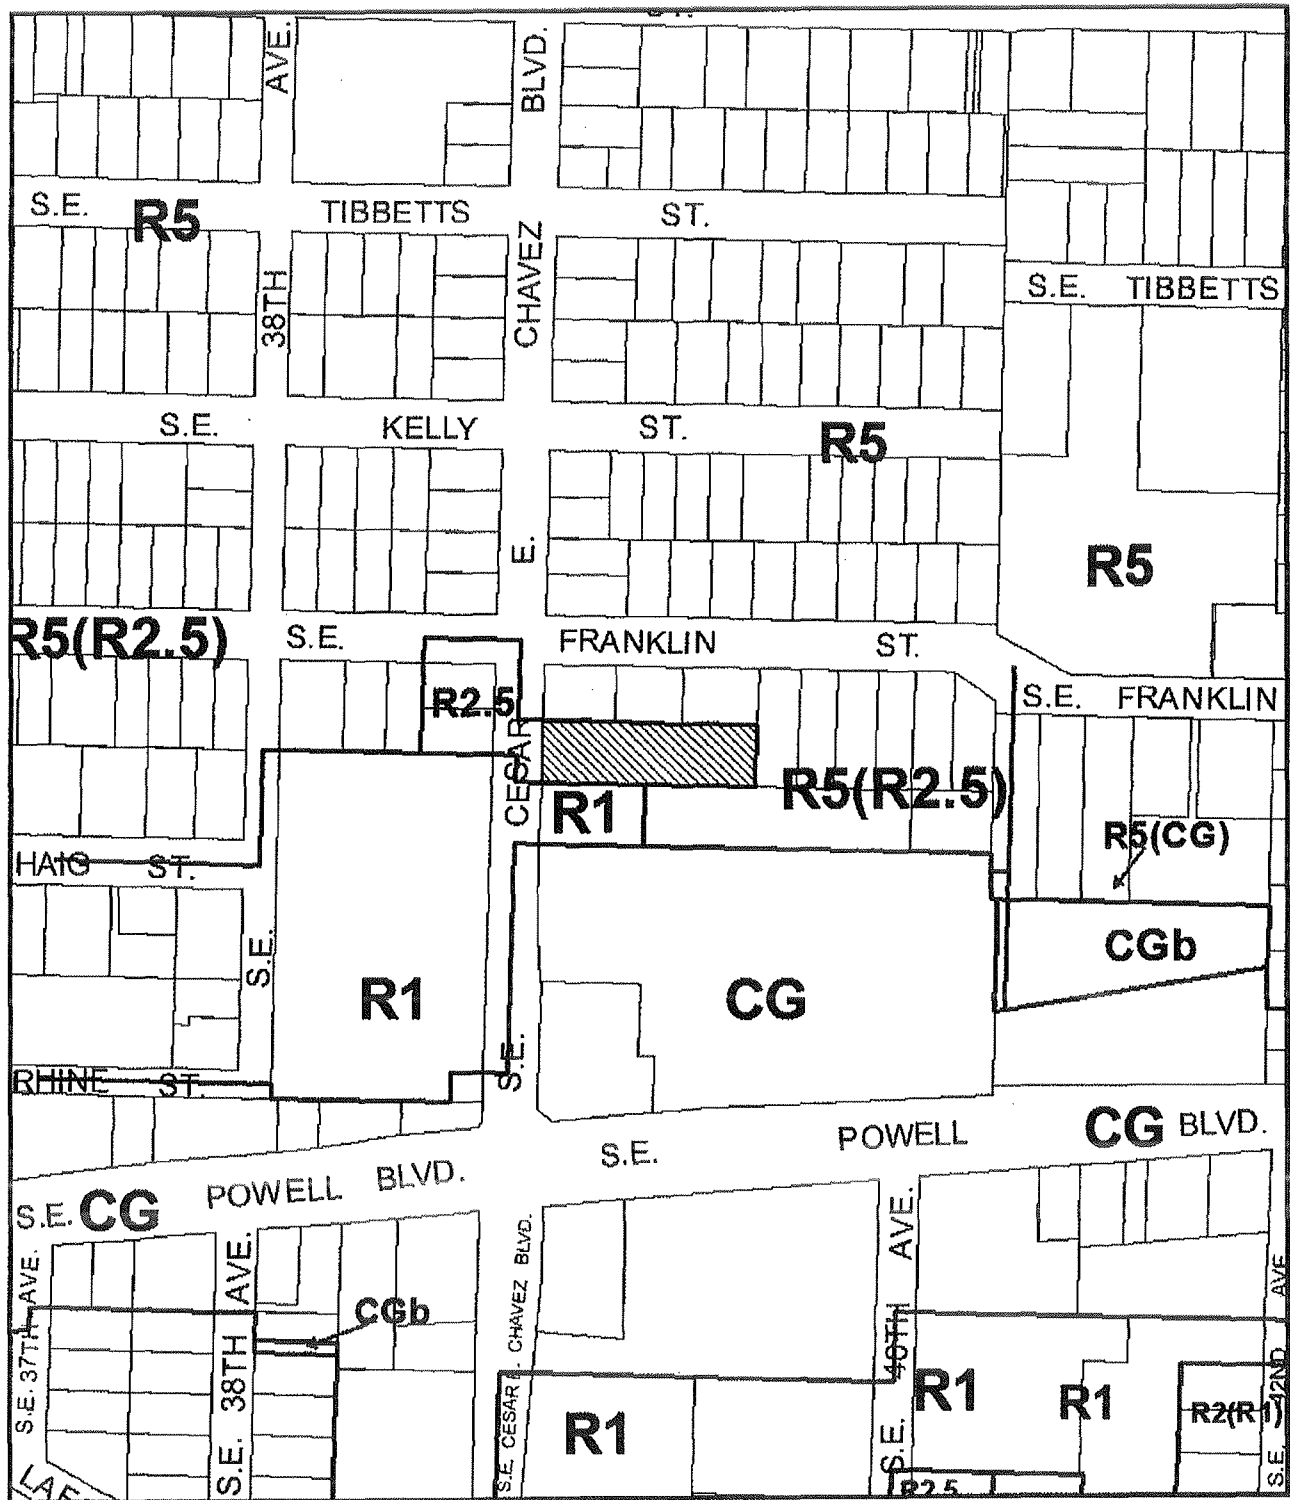 ST.
AVE.
BLVD.
S.E.
R5
TIBBETTS
ST.
38TH
CHAVEZ
S.E. TIBBETTS
S.E.
KELLY
ST.
R5
E.
R5
R5(R2.5)
S.E.
FRANKLIN
ST.
R2.5
S.E. FRANKLIN
CESAR
R1
R5(R2.5)
R5(CG)
HAIG ST.
S.E.
CGb
R1
CG
S.E.
RHINE ST.
CG BLVD.
POWELL
S.E.
S.E. CG POWELL BLVD.
S.E. 37TH AVE.
S.E. 38TH AVE.
CGb
S.E. CESAR E. CHAVEZ BLVD.
S.E. 40TH AVE.
S.E. 42ND AVE
R1
R1
R1
R2(R1)
R2.5